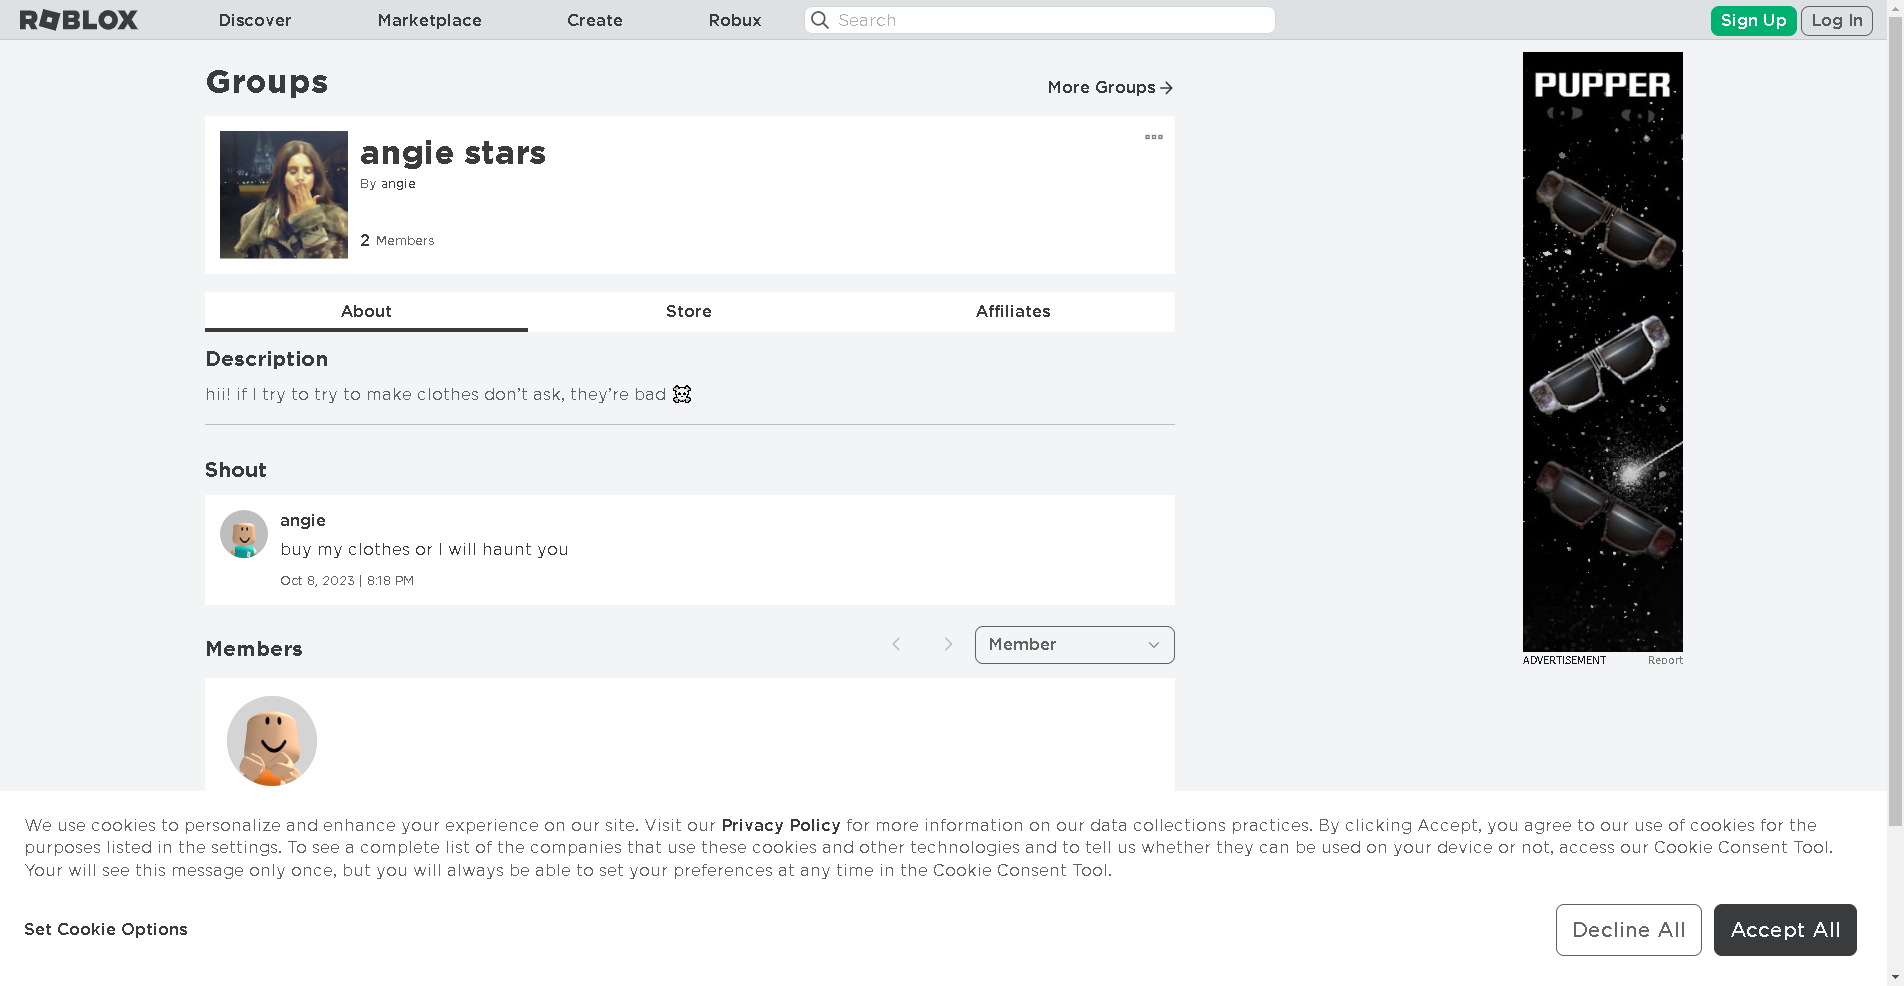 ROBLOX
Discover
Marketplace
Create
Robux
Search
Sign Up
Log In
Groups
More Groups
angie stars
By angie
2 Members
About
Store
Affiliates
Description
hii! if I try to try to make clothes don’t ask, they’re bad ☠
Shout
angie
buy my clothes or I will haunt you
Oct 8, 2023 | 8:18 PM
Members
Member
PUPPER
ADVERTISEMENT
Report
We use cookies to personalize and enhance your experience on our site. Visit our Privacy Policy for more information on our data collections practices. By clicking Accept, you agree to our use of cookies for the
purposes listed in the settings. To see a complete list of the companies that use these cookies and other technologies and to tell us whether they can be used on your device or not, access our Cookie Consent Tool.
Your will see this message only once, but you will always be able to set your preferences at any time in the Cookie Consent Tool.
Set Cookie Options
Decline All
Accept All